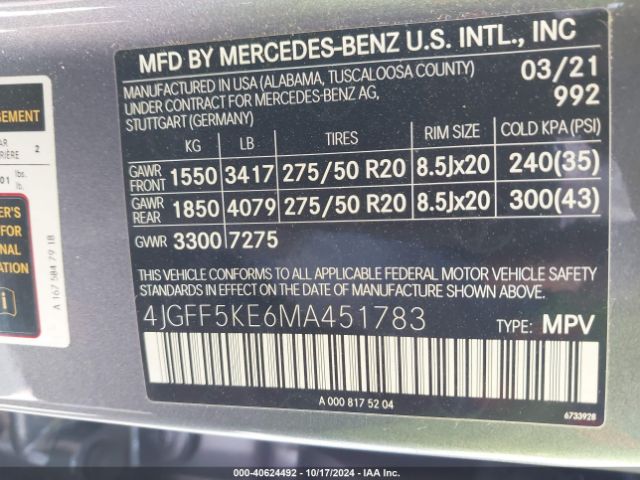 MFD BY MERCEDES-BENZ U.S. INTL., INC
MANUFACTURED IN USA (ALABAMA, TUSCALOOSA COUNTY) 03/21
UNDER CONTRACT FOR MERCEDES-BENZ AG, 992
STUTTGART (GERMANY)
KG LB TIRES RIM SIZE COLD KPA (PSI)
GAWR FRONT 1550 3417 275/50 R20 8.5Jx20 240(35)
GAWR REAR 1850 4079 275/50 R20 8.5Jx20 300(43)
GVWR 3300 7275
THIS VEHICLE CONFORMS TO ALL APPLICABLE FEDERAL MOTOR VEHICLE SAFETY
STANDARDS IN EFFECT ON THE DATE OF MANUFACTURE SHOWN ABOVE.
4JGFF5KE6MA451783 TYPE: MPV
A 000 817 52 04
6733928
2
lbs.
lb.
FOR
A 167 584 79 18
000-40624492 - 10/17/2024 - IAA Inc.